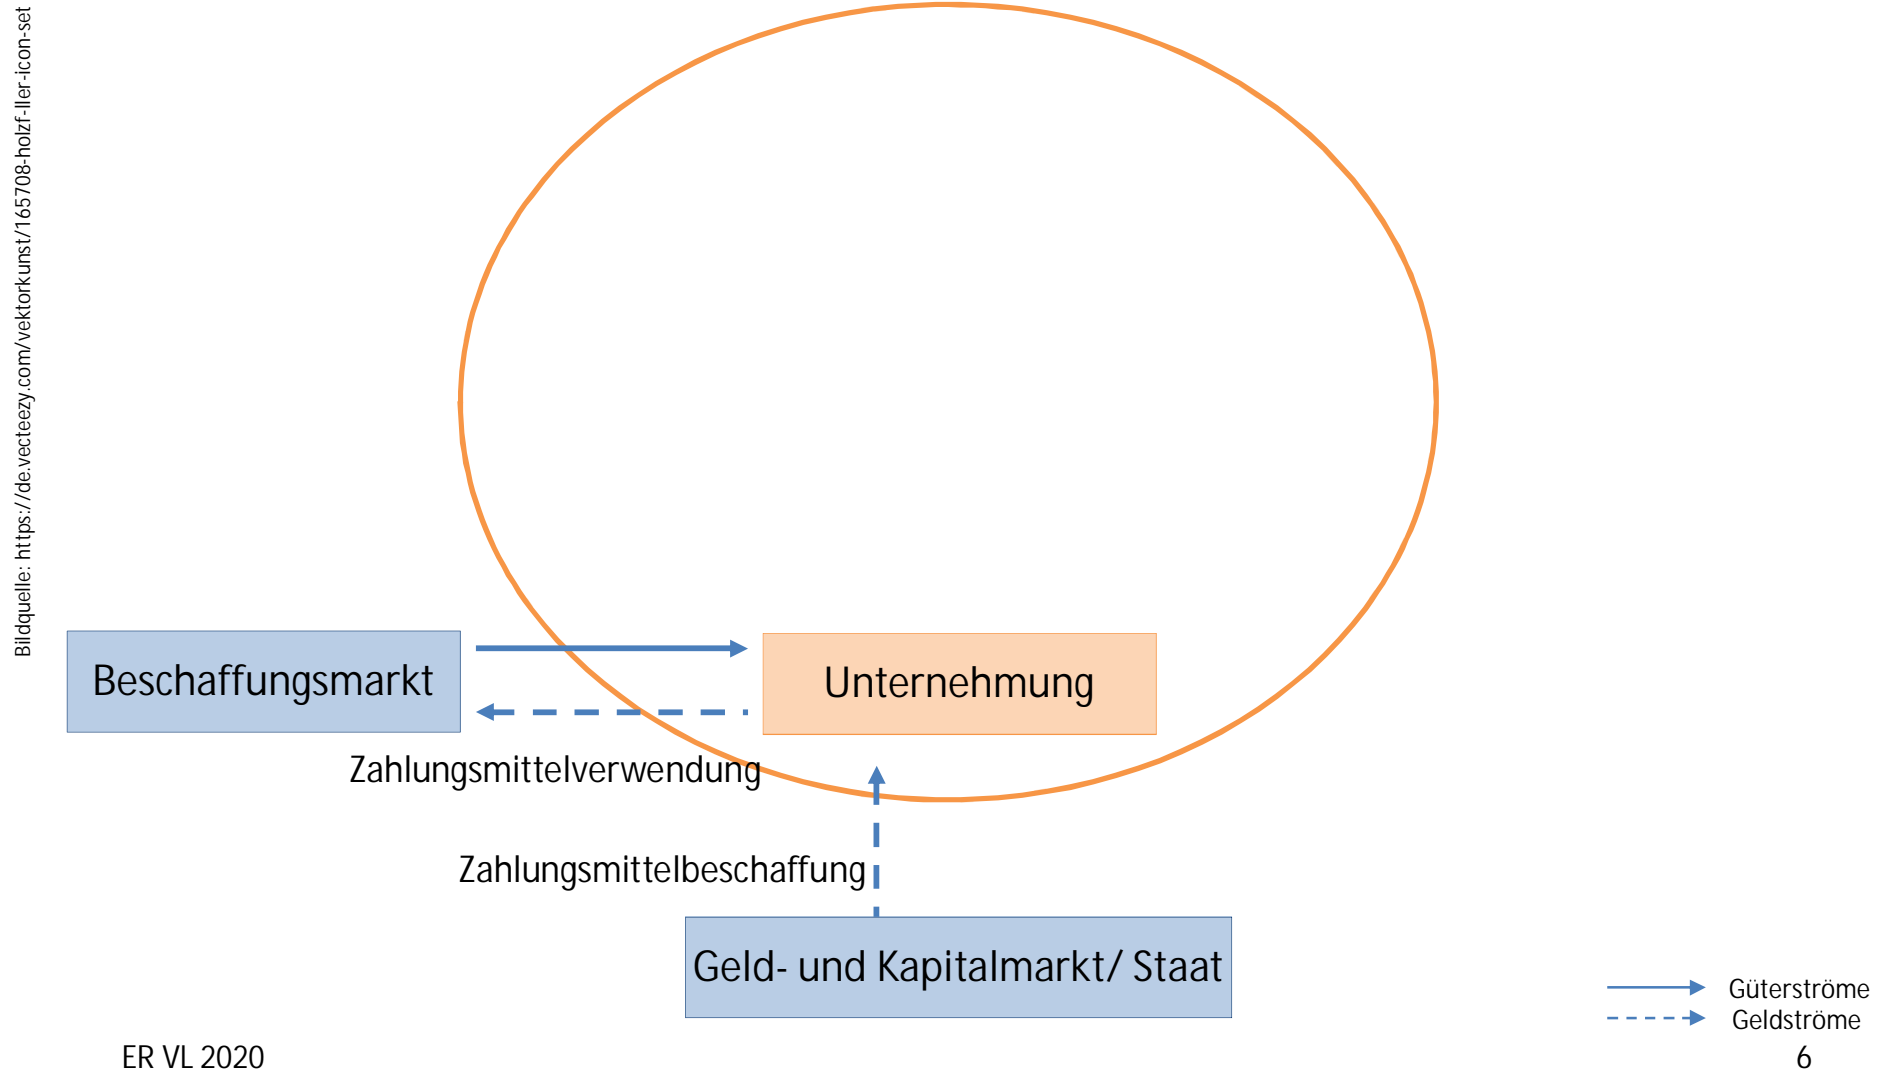 Bildquelle: https://de.vecteezy.com/vektorkunst/165708-holzf-ller-icon-set
Beschaffungsmarkt
Unternehmung
Zahlungsmittelverwendung
Zahlungsmittelbeschaffung
Geld- und Kapitalmarkt/ Staat
Güterströme
Geldströme
ER VL 2020
6